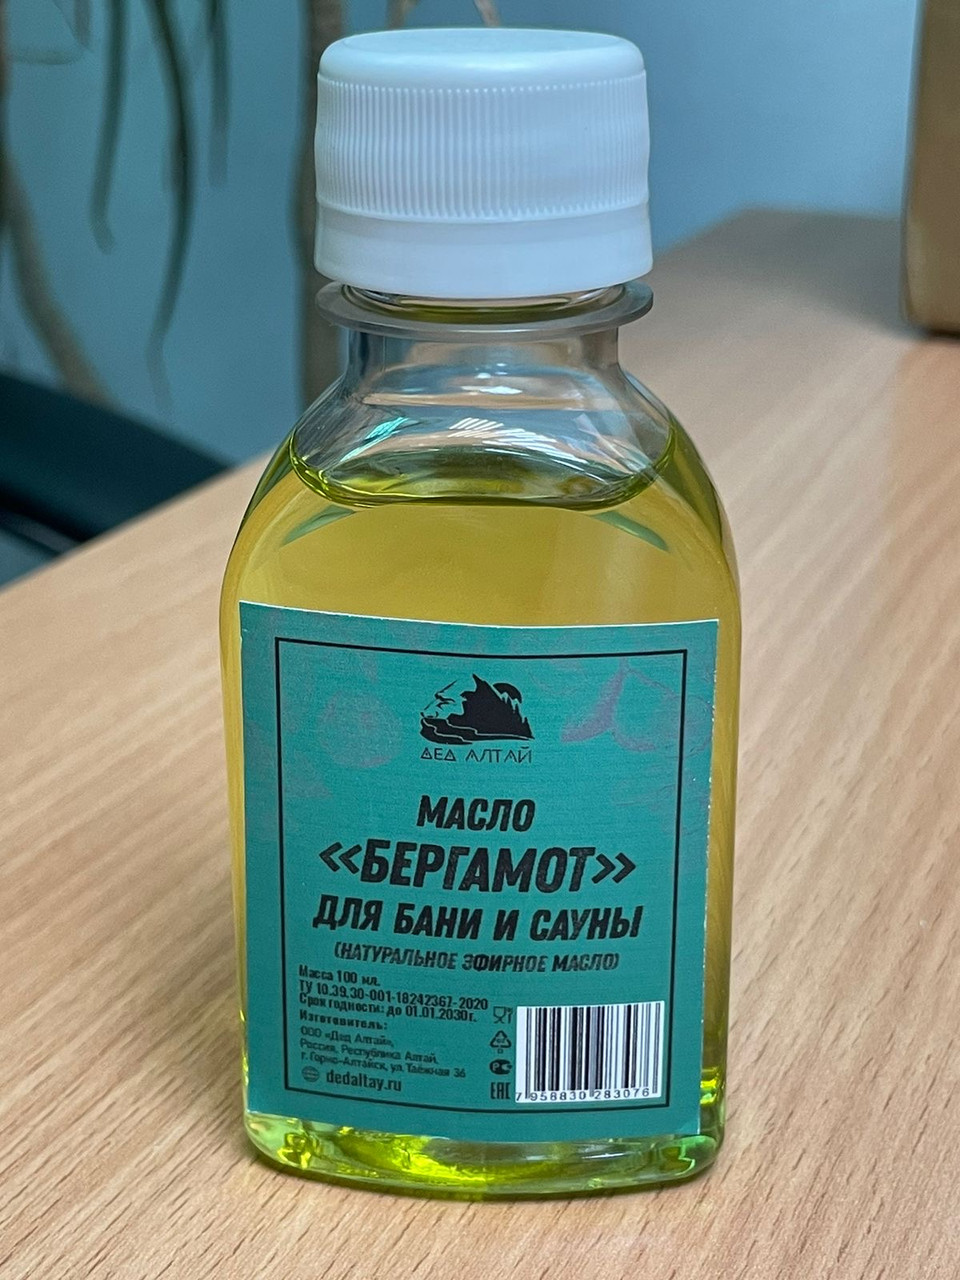 ДЕД АЛТАЙ
МАСЛО
«БЕРГАМОТ»
ДЛЯ БАНИ И САУНЫ
(НАТУРАЛЬНОЕ ЭФИРНОЕ МАСЛО)
Масса 100 мл.
ТУ 10.39.30-001-18242367-2020
Срок годности: до 01.01.2030г.
Изготовитель:
ООО «Дед Алтай»,
Россия, Республика Алтай,
г. Горно-Алтайск, ул. Таёжная 36
dedaltay.ru
ЕАС
7 958830 283076